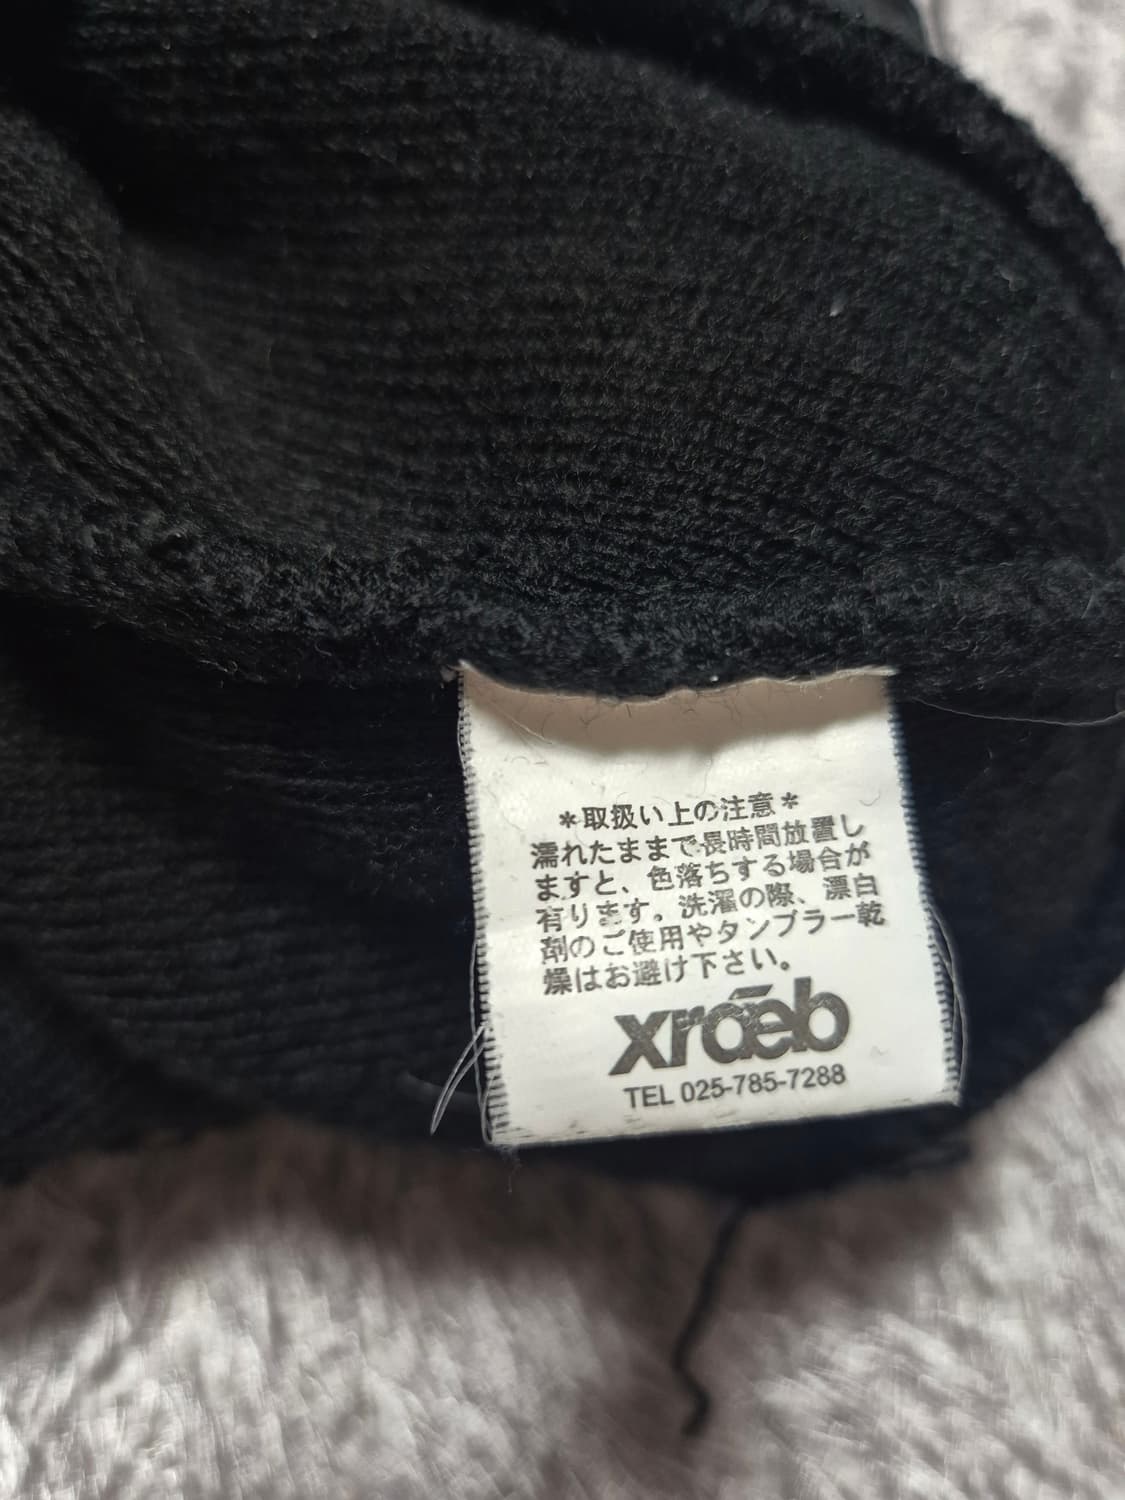 *取扱い上の注意*
濡れたままで長時間放置し
ますと、色落ちする場合が
有ります。洗濯の際、漂白
剤のご使用やタンブラー乾
燥はお避け下さい。
xraeb
TEL 025-785-7288